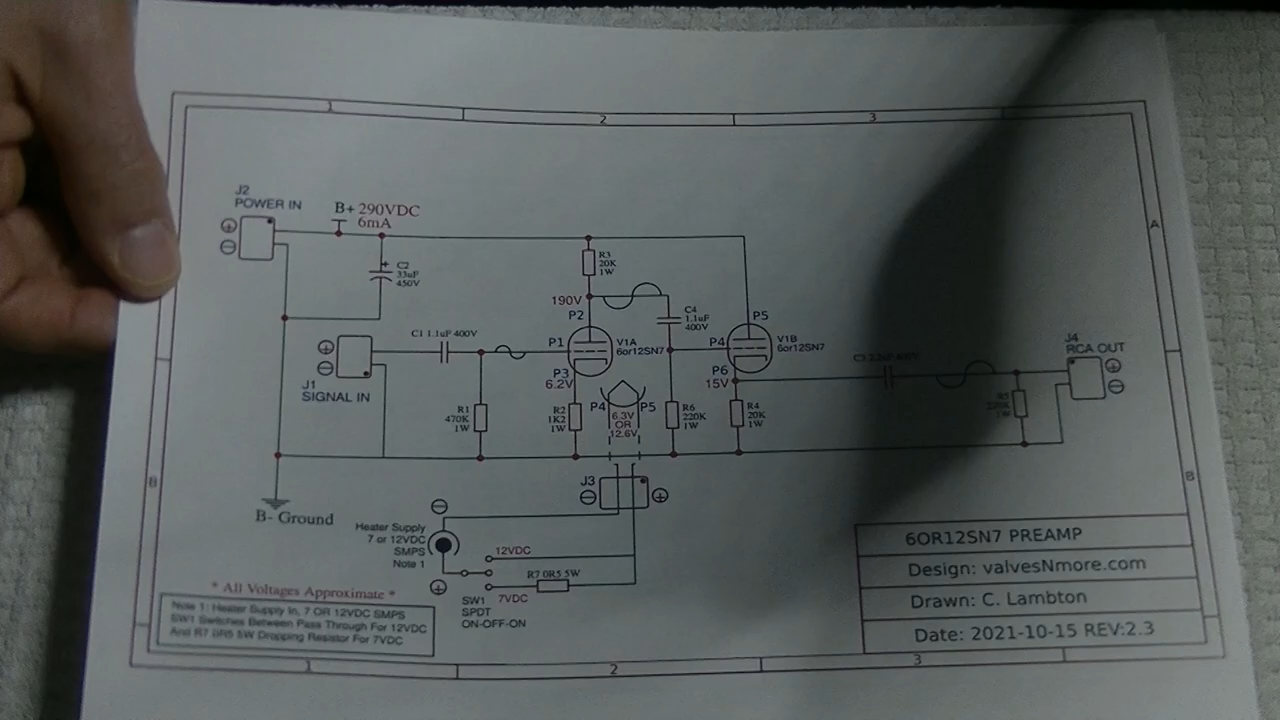 1
2
3
J2
POWER IN
B+ 290VDC
6mA
A
C2
33uF
450V
R3
20K
1W
190V
P2
C4
1.1uF
400V
P5
C1 1.1uF 400V
P1
V1A
6or12SN7
P4
V1B
6or12SN7
J1
SIGNAL IN
P3
6.2V
P6
15V
J4
RCA OUT
R1
470K
1W
R2
1K2
1W
P4
P5
6.3V
OR
12.6V
R6
220K
1W
R4
20K
1W
R5
1W
B
B
J3
B- Ground
Heater Supply
7 or 12VDC
SMPS
Note 1
12VDC
R7 0R5 5W
7VDC
SW1
SPDT
ON-OFF-ON
* All Voltages Approximate *
Note 1: Heater Supply In, 7 OR 12VDC SMPS
SW1 Switches Between Pass Through For 12VDC
And R7 0R5 5W Dropping Resistor For 7VDC
6OR12SN7 PREAMP
Design: valvesNmore.com
Drawn: C. Lambton
Date: 2021-10-15 REV:2.3
1
2
3